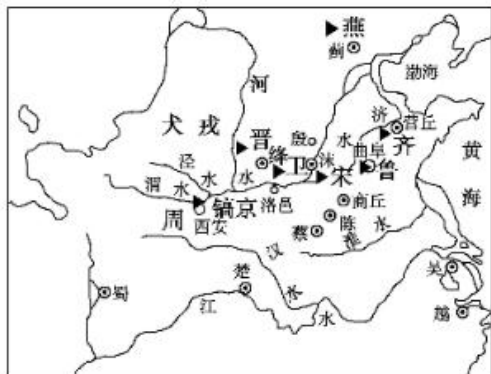 燕
蓟
渤海
河
犬戎
济水
营丘
齐
晋
绛
殷
卫
沫
宋
曲阜
鲁
黄海
泾水
渭水
水
镐京
西安
周
洛邑
商丘
陈
蔡
淮水
汉水
楚
蜀
江水
吴
越